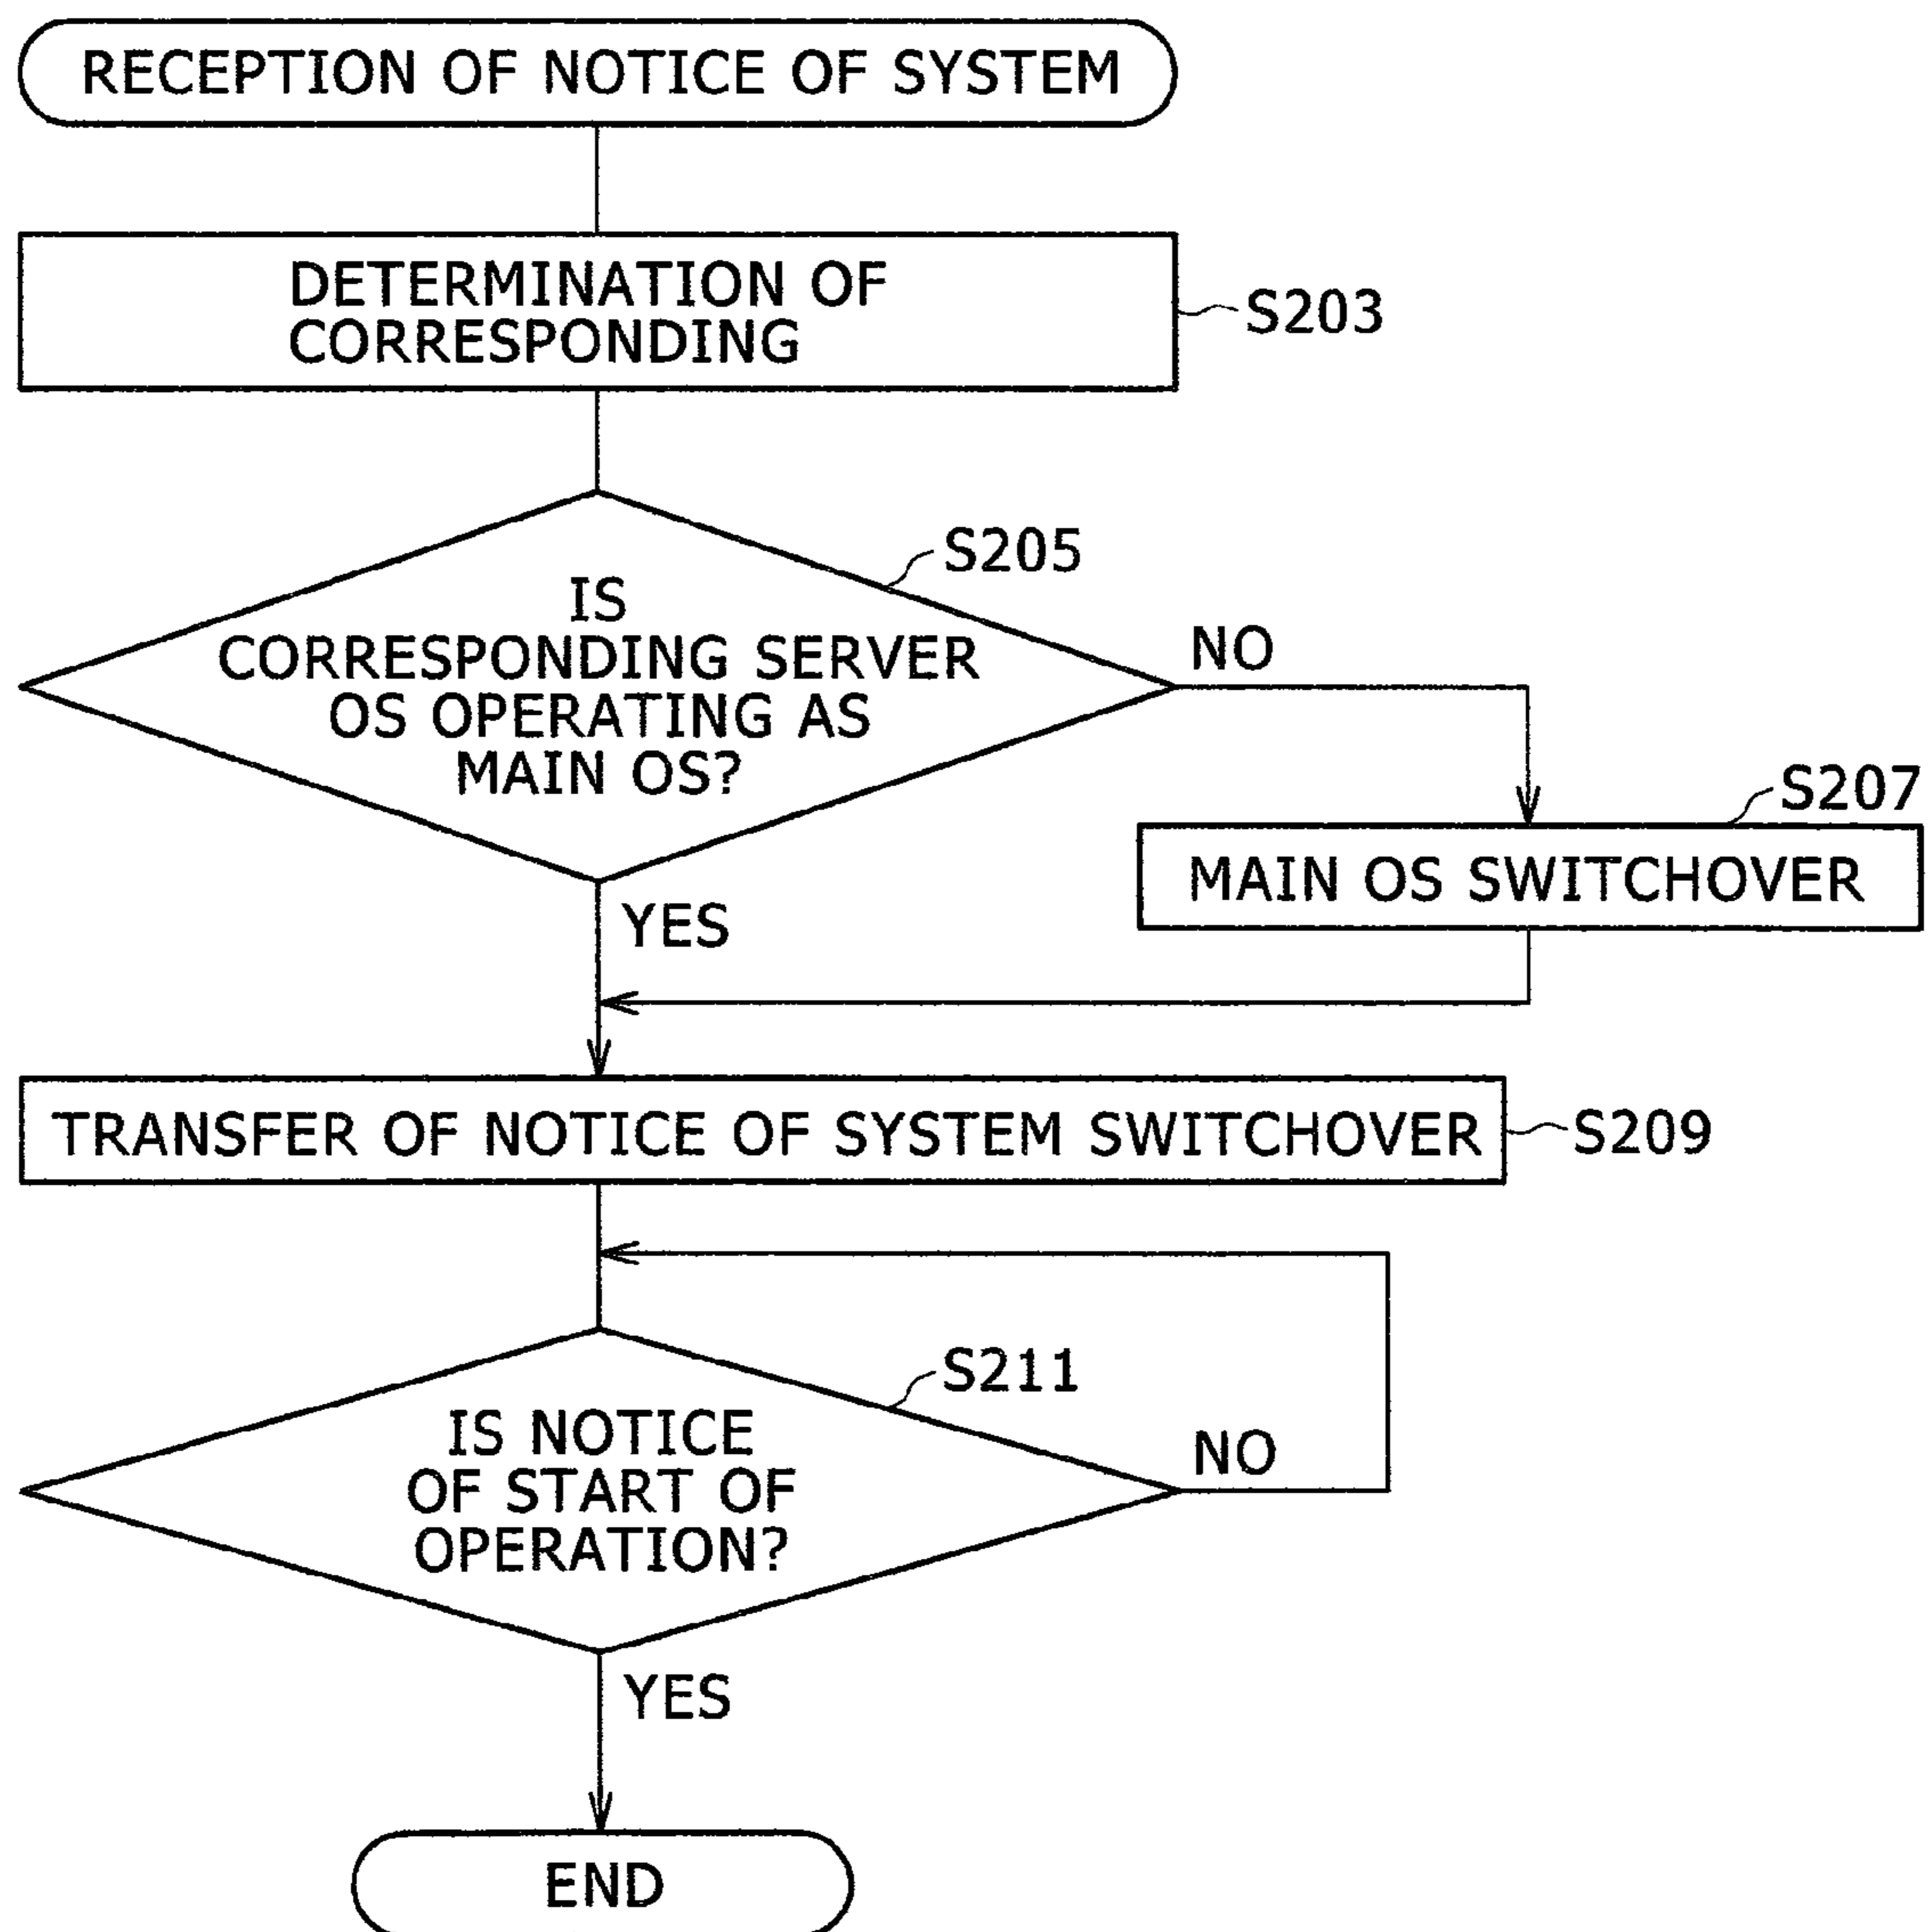 RECEPTION OF NOTICE OF SYSTEM
DETERMINATION OF
CORRESPONDING
S203
S205
IS
CORRESPONDING SERVER
OS OPERATING AS
MAIN OS?
NO
S207
MAIN OS SWITCHOVER
YES
TRANSFER OF NOTICE OF SYSTEM SWITCHOVER
S209
S211
IS NOTICE
OF START OF
OPERATION?
NO
YES
END